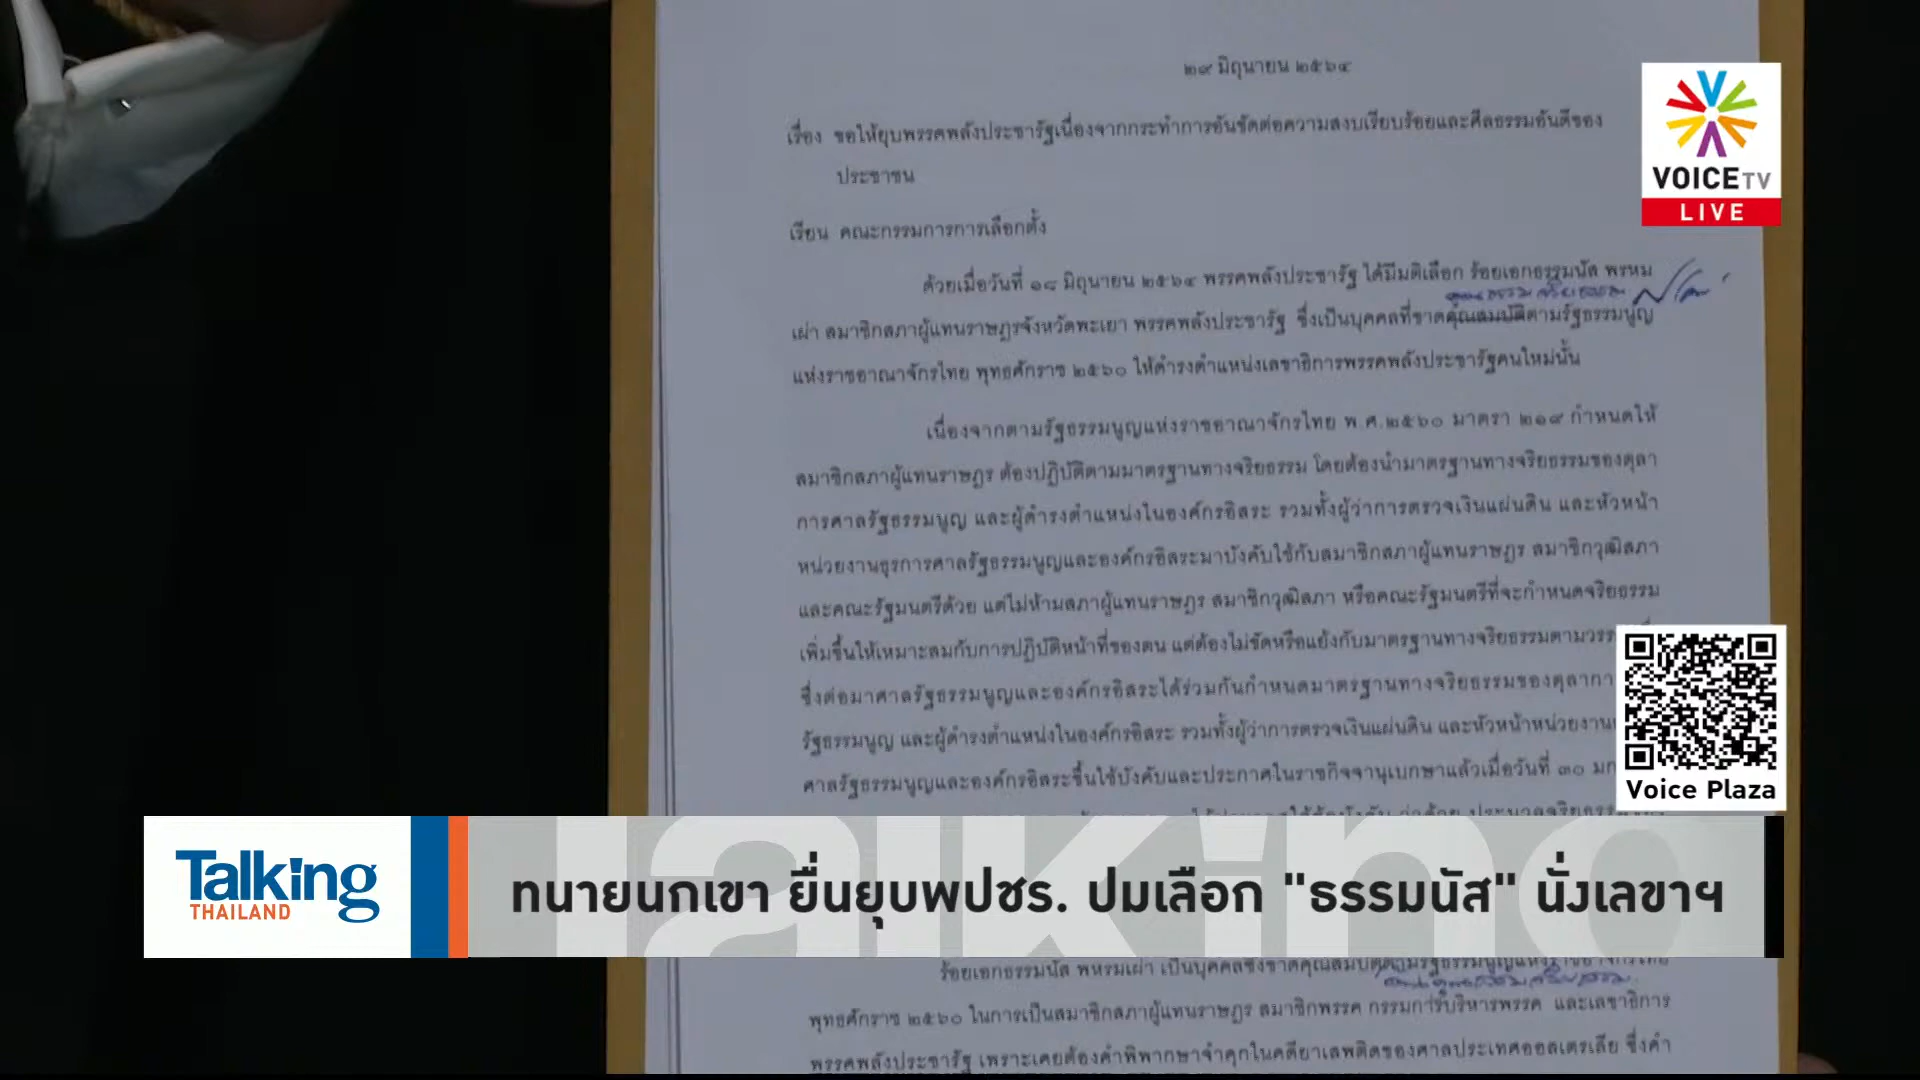 ๒๙ มิถุนายน ๒๕๖๔
เรื่อง ขอให้ยุบพรรคพลังประชารัฐเนื่องจากกระทำการอันขัดต่อความสงบเรียบร้อยและศีลธรรมอันดีของ
ประชาชน
เรียน คณะกรรมการการเลือกตั้ง
ด้วยเมื่อวันที่ ๑๘ มิถุนายน ๒๕๖๔ พรรคพลังประชารัฐ ได้มีมติเลือก ร้อยเอกธรรมนัส พรหม
เผ่า สมาชิกสภาผู้แทนราษฎรจังหวัดพะเยา พรรคพลังประชารัฐ ซึ่งเป็นบุคคลที่ขาดคุณสมบัติตามรัฐธรรมนูญ
แห่งราชอาณาจักรไทย พุทธศักราช ๒๕๖๐ ให้ดำรงตำแหน่งเลขาธิการพรรคพลังประชารัฐคนใหม่นั้น
เนื่องจากตามรัฐธรรมนูญแห่งราชอาณาจักรไทย พ.ศ.๒๕๖๐ มาตรา ๒๑๙ กำหนดให้
สมาชิกสภาผู้แทนราษฎร ต้องปฏิบัติตามมาตรฐานทางจริยธรรม โดยต้องนำมาตรฐานทางจริยธรรมของตุลา
การศาลรัฐธรรมนูญ และผู้ดำรงตำแหน่งในองค์กรอิสระ รวมทั้งผู้ว่าการตรวจเงินแผ่นดิน และหัวหน้า
หน่วยงานธุรการศาลรัฐธรรมนูญและองค์กรอิสระมาบังคับใช้กับสมาชิกสภาผู้แทนราษฎร สมาชิกวุฒิสภา
และคณะรัฐมนตรีด้วย แต่ไม่ห้ามสภาผู้แทนราษฎร สมาชิกวุฒิสภา หรือคณะรัฐมนตรีที่จะกำหนดจริยธรรม
เพิ่มขึ้นให้เหมาะสมกับการปฏิบัติหน้าที่ของตน แต่ต้องไม่ขัดหรือแย้งกับมาตรฐานทางจริยธรรมตามวรร
ซึ่งต่อมาศาลรัฐธรรมนูญและองค์กรอิสระได้ร่วมกันกำหนดมาตรฐานทางจริยธรรมของตุลากา
รัฐธรรมนูญ และผู้ดำรงตำแหน่งในองค์กรอิสระ รวมทั้งผู้ว่าการตรวจเงินแผ่นดิน และหัวหน้าหน่วยงาน
ศาลรัฐธรรมนูญและองค์กรอิสระขึ้นใช้บังคับและประกาศในราชกิจจานุเบกษาแล้วเมื่อวันที่ ๓๐ มก
ร้อยเอกธรรมนัส พหรมเผ่า เป็นบุคคลซึ่งขาดคุณสมบัติตามรัฐธรรมนูญแห่งราชอาจักรไทย
พุทธศักราช ๒๕๖๐ ในการเป็นสมาชิกสภาผู้แทนราษฎร สมาชิกพรรค กรรมการบริหารพรรค และเลขาธิการ
พรรคพลังประชารัฐ เพราะเคยต้องคำพิพากษาจำคุกในคดียาเสพติดของศาลประเทศออสเตรเลีย ซึ่งคำ
VOICE TV
LIVE
Voice Plaza
Talking
THAILAND
ทนายนกเขา ยื่นยุบพปชร. ปมเลือก "ธรรมนัส" นั่งเลขาฯ